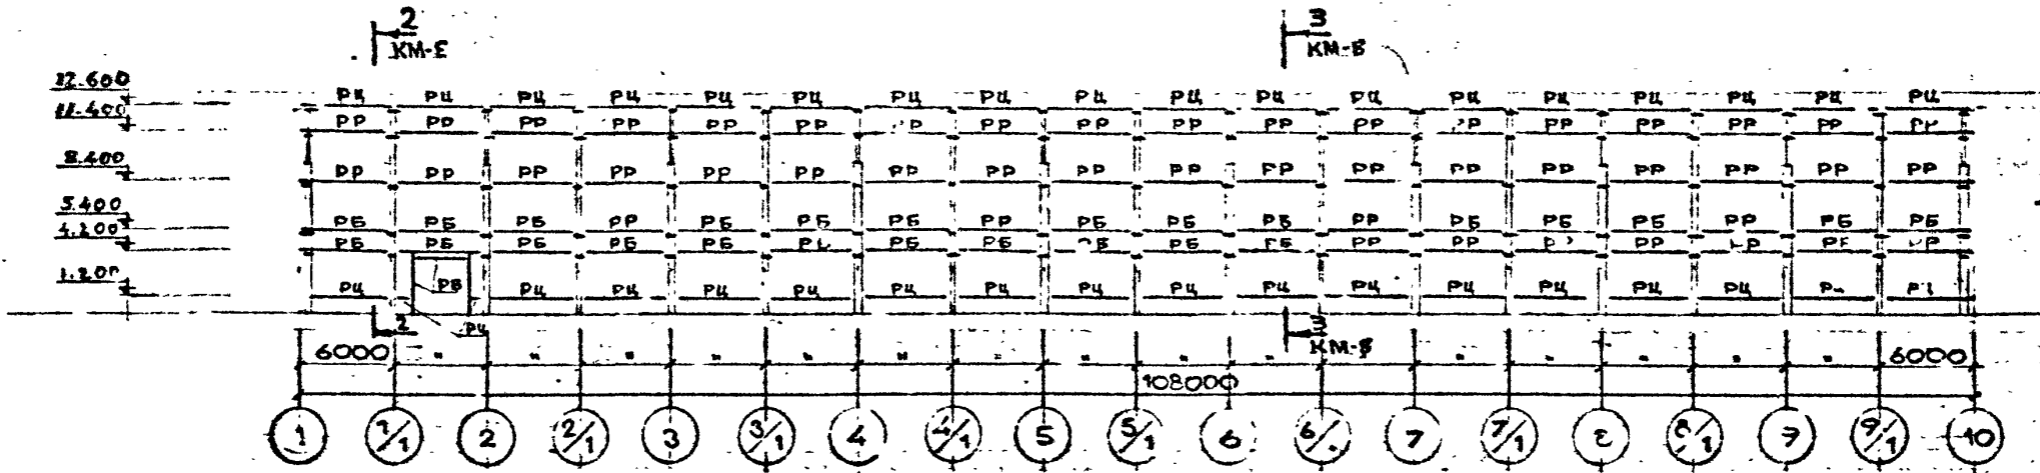 2 3
КМ-Е КМ-В
12.600
РЦ РЦ РЦ РЦ РЦ РЦ РЦ РЦ РЦ РЦ РЦ РЦ РЦ РЦ РЦ РЦ РЦ РЦ
11.400
РР РР РР РР РР РР РР РР РР РР РР РР РР РР РР РР
8.400
РР РР РР РР РР РР РР РР РР РР РР РР РР РР РР РР РР РР
5.400
РБ РБ РБ РР РБ РБ РБ РР РБ РБ РБ РР РБ РБ РБ РР РБ РБ
4.200
РБ РБ РБ РБ РБ РБ РБ РБ РБ РР РР РР
1.200
РЦ РВ РЦ РЦ РЦ РЦ РЦ РЦ РЦ РЦ РЦ РЦ РЦ РЦ РЦ РЦ
2 РЦ 3
КМ-В
6000 " " " " " " " " " " " " " " " 6000
108000
1 1/1 2 2/1 3 3/1 4 4/1 5 5/1 6 6/ 7 7/1 8 8/1 9 9/1 10